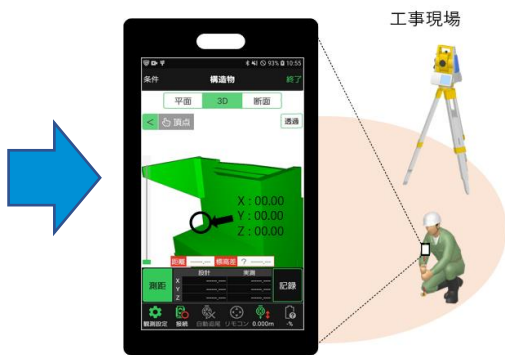 工事現場
93% 10:55
条件 構造物 終了
平面 3D 断面
< 頂点 透過
X : 00.00
Y : 00.00
Z : 00.00
距離 ----.-- 標高差 ? ----.--
設計 実測
測距 記録
X ----.--- ----.---
Y ----.--- ----.---
Z ----.--- ----.---
観測設定 接続 自動追尾 リモコン 0.000m -%